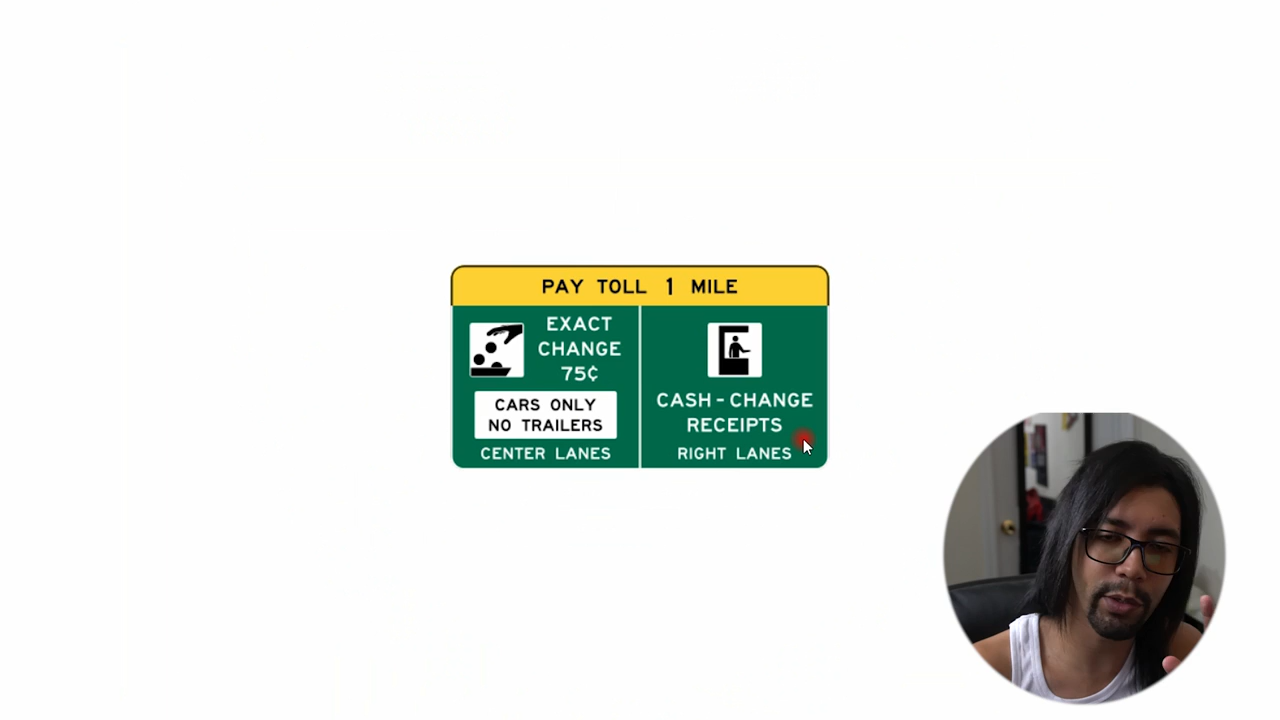 PAY TOLL 1 MILE
EXACT
CHANGE
75¢
CARS ONLY
NO TRAILERS
CENTER LANES
CASH-CHANGE
RECEIPTS
RIGHT LANES